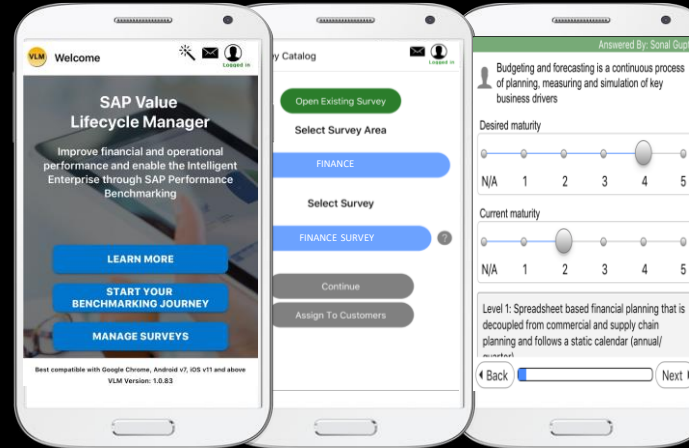 VLM Welcome
Logged in
SAP Value
Lifecycle Manager
Improve financial and operational
performance and enable the Intelligent
Enterprise through SAP Performance
Benchmarking
LEARN MORE
START YOUR
BENCHMARKING JOURNEY
MANAGE SURVEYS
Best compatible with Google Chrome, Android v7, iOS v11 and above
VLM Version: 1.0.83
ey Catalog
Logged in
Open Existing Survey
Select Survey Area
FINANCE
Select Survey
FINANCE SURVEY
?
Continue
Assign To Customers
Answered By: Sonal Gupt
Budgeting and forecasting is a continuous process
of planning, measuring and simulation of key
business drivers
Desired maturity
N/A 1 2 3 4 5
Current maturity
N/A 1 2 3 4 5
Level 1: Spreadsheet based financial planning that is
decoupled from commercial and supply chain
planning and follows a static calendar (annual/
Back Next